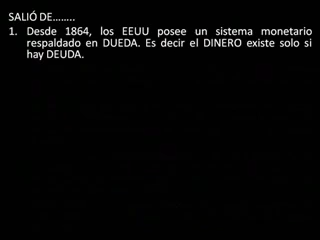 SALIÓ DE……..
1. Desde 1864, los EEUU posee un sistema monetario
respaldado en DUEDA. Es decir el DINERO existe solo si
hay DEUDA.